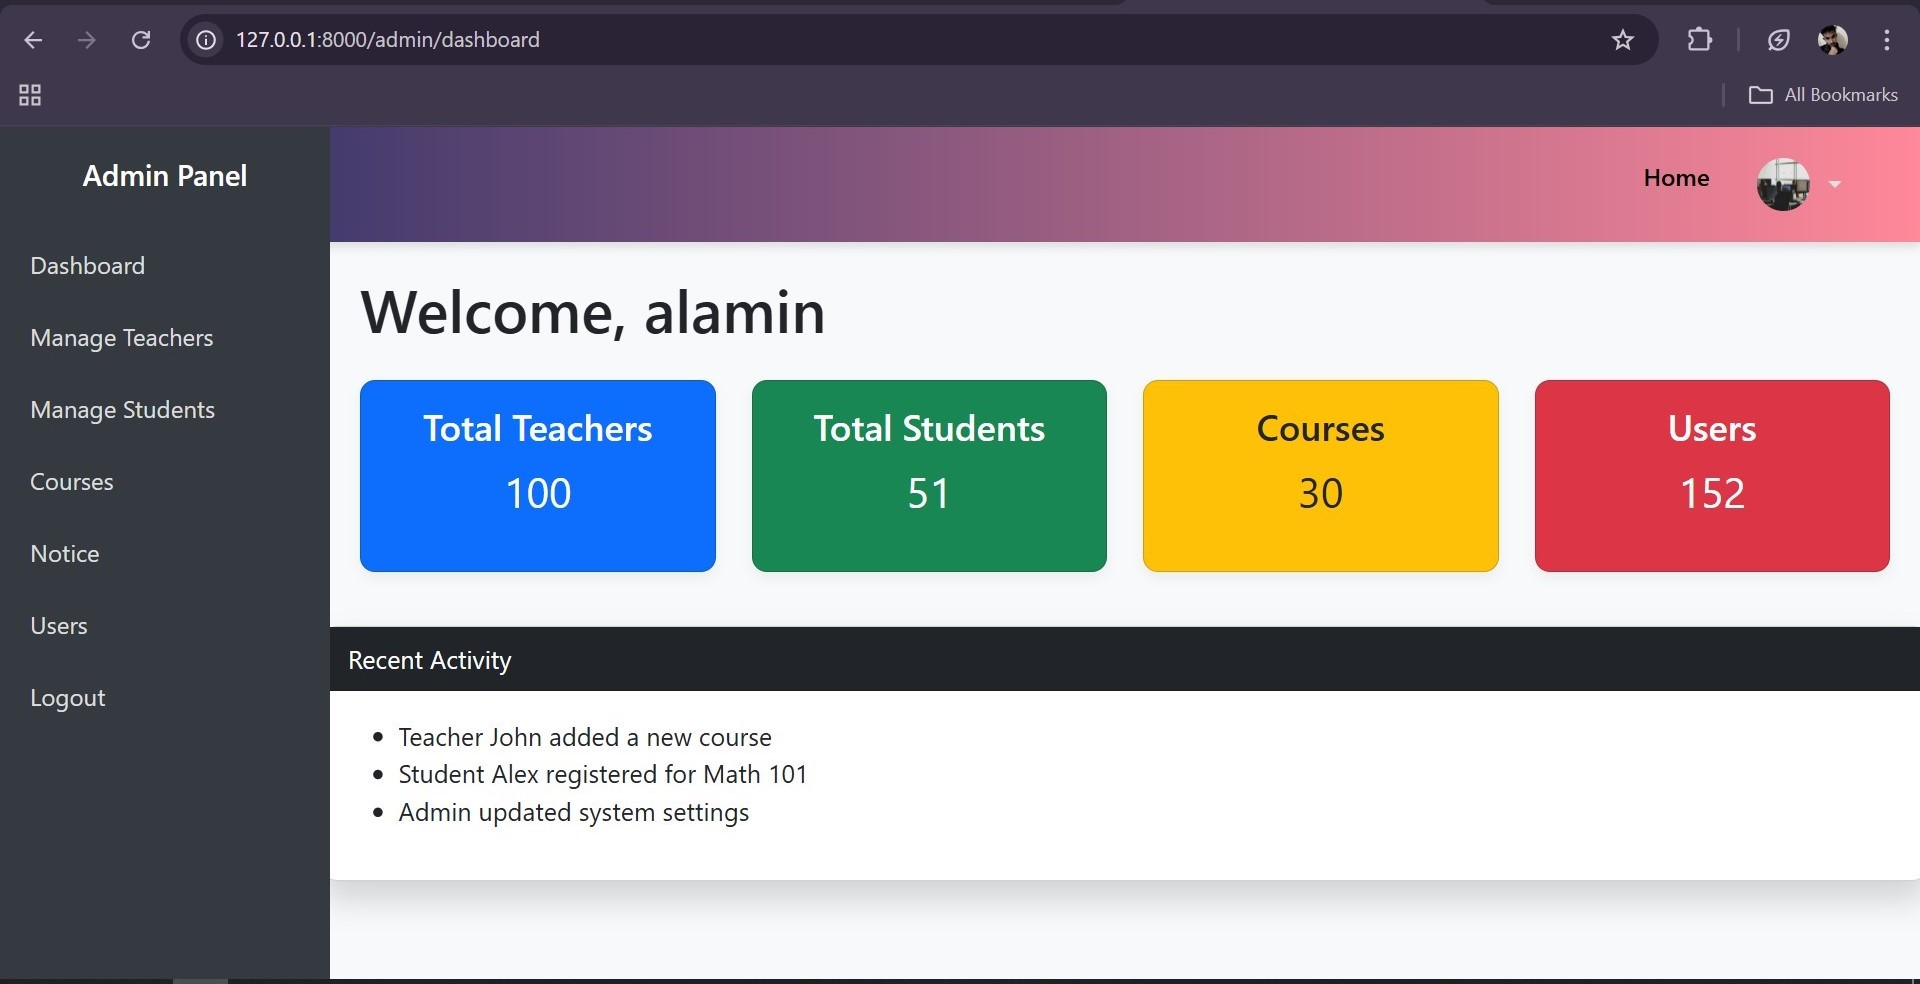 127.0.0.1:8000/admin/dashboard
All Bookmarks
Admin Panel
Home
Dashboard
Manage Teachers
Manage Students
Courses
Notice
Users
Logout
Welcome, alamin
Total Teachers
100
Total Students
51
Courses
30
Users
152
Recent Activity
Teacher John added a new course
Student Alex registered for Math 101
Admin updated system settings